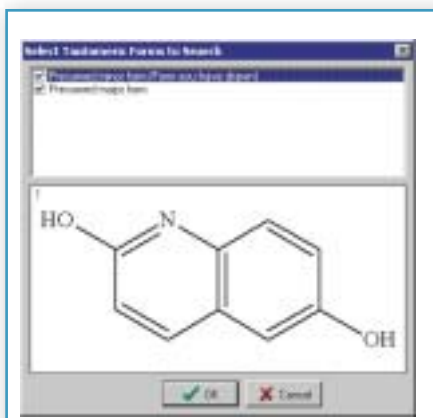 Select Tautomeric Forms to Search
Presumed minor form (Form you have drawn)
Presumed major form
1
HO
N
OH
OK
Cancel